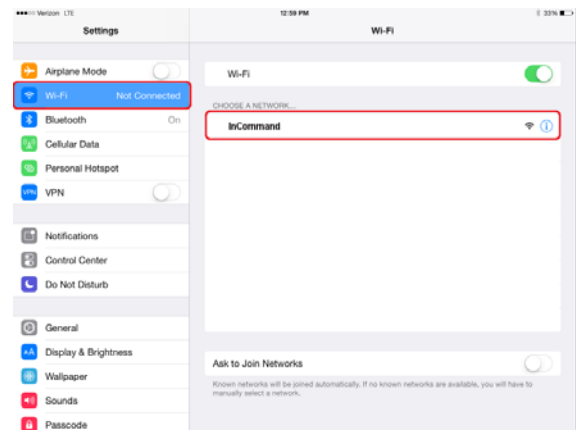 Verizon LTE
12:59 PM
33%
Settings
Wi-Fi
Airplane Mode
Wi-Fi Not Connected
Bluetooth On
Cellular Data
Personal Hotspot
VPN VPN
Notifications
Control Center
Do Not Disturb
General
AA Display & Brightness
Wallpaper
Sounds
Passcode
Wi-Fi
CHOOSE A NETWORK...
InCommand
Ask to Join Networks
Known networks will be joined automatically. If no known networks are available, you will have to
manually select a network.